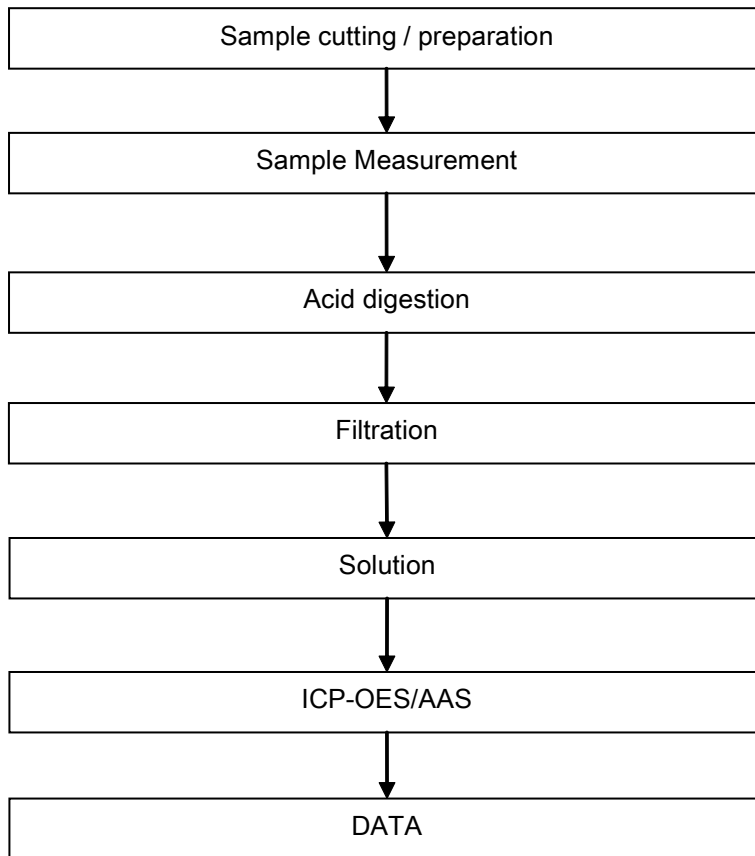 Sample cutting / preparation
Sample Measurement
Acid digestion
Filtration
Solution
ICP-OES/AAS
DATA